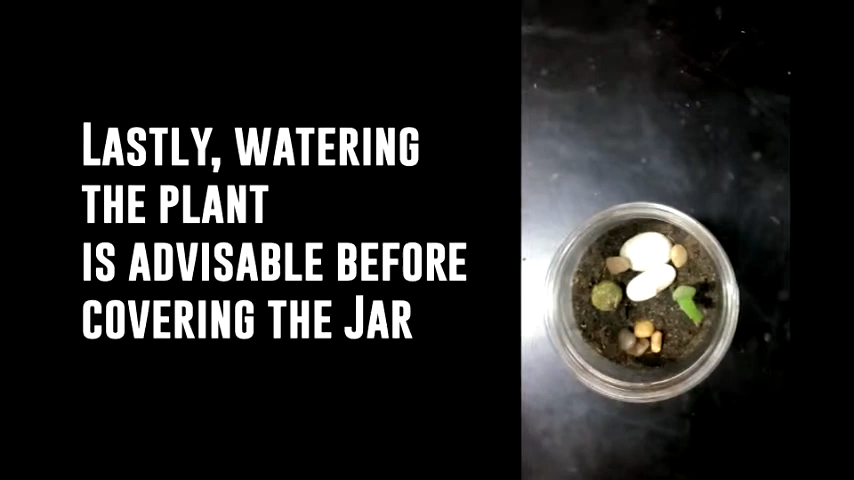 Lastly, watering
the plant
is advisable before
covering the Jar